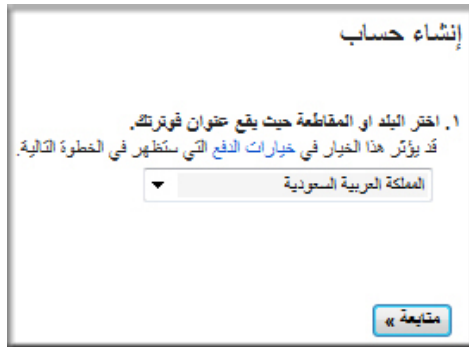 إنشاء حساب
١. اختر البلد او المقاطعة حيث يقع عنوان فوترتك.
قد يؤثر هذا الخيار في خيارات الدفع التي ستظهر في الخطوة التالية.
المملكة العربية السعودية
متابعة »